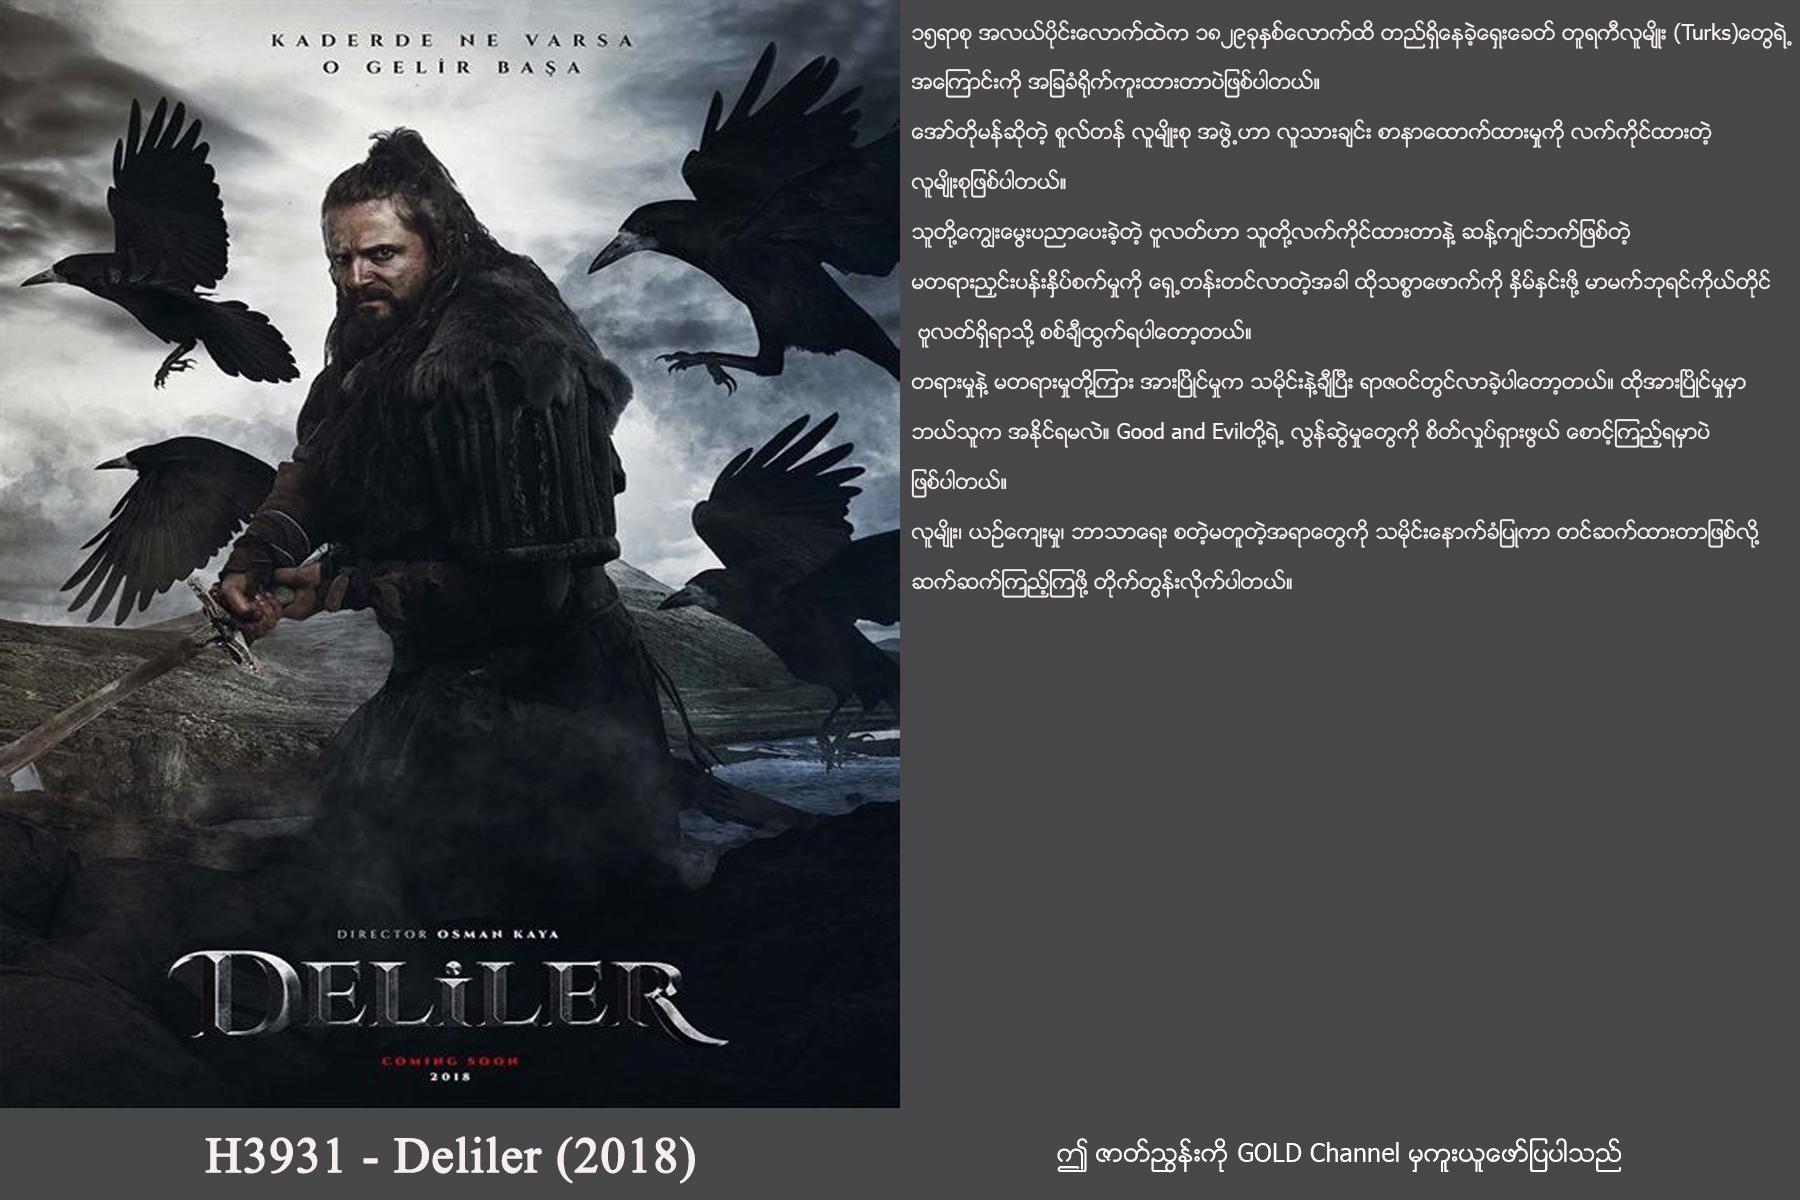 KADERDE NE VARSA
O GELİR BAŞA
DIRECTOR OSMAN KAYA
DELİLER
COMING SOON
2018
H3931 - Deliler (2018)
၁၅ရာစု အလယ်ပိုင်းလောက်ထဲက ၁၈၂၉ခုနှစ်လောက်ထိ တည်ရှိနေခဲ့ရှေးခေတ် တူရကီလူမျိုး (Turks)တွေရဲ့
အကြောင်းကို အခြေခံရိုက်ကူးထားတာပဲဖြစ်ပါတယ်။
အော်တိုမန်ဆိုတဲ့ စူလ်တန် လူမျိုးစု အဖွဲ့ဟာ လူသားချင်း စာနာထောက်ထားမှုကို လက်ကိုင်ထားတဲ့
လူမျိုးစုဖြစ်ပါတယ်။
သူတို့ကျွေးမွေးပညာပေးခဲ့တဲ့ ဗူလတ်ဟာ သူတို့လက်ကိုင်ထားတာနဲ့ ဆန့်ကျင်ဘက်ဖြစ်တဲ့
မတရားညှင်းပန်းနှိပ်စက်မှုကို ရှေ့တန်းတင်လာတဲ့အခါ ထိုသစ္စာဖောက်ကို နှိမ်နှင်းဖို့ မာမက်ဘုရင်ကိုယ်တိုင်
ဗူလတ်ရှိရာသို့ စစ်ချီထွက်ရပါတော့တယ်။
တရားမှုနဲ့ မတရားမှုတို့ကြား အားပြိုင်မှုက သမိုင်းနဲ့ချီပြီး ရာဇဝင်တွင်လာခဲ့ပါတော့တယ်။ ထိုအားပြိုင်မှုမှာ
ဘယ်သူက အနိုင်ရမလဲ။ Good and Evilတို့ရဲ့ လွန်ဆွဲမှုတွေကို စိတ်လှုပ်ရှားဖွယ် စောင့်ကြည့်ရမှာပဲ
ဖြစ်ပါတယ်။
လူမျိုး၊ ယဉ်ကျေးမှု၊ ဘာသာရေး စတဲ့မတူတဲ့အရာတွေကို သမိုင်းနောက်ခံပြုကာ တင်ဆက်ထားတာဖြစ်လို့
ဆက်ဆက်ကြည့်ကြဖို့ တိုက်တွန်းလိုက်ပါတယ်။
ဤ ဇာတ်ညွှန်းကို GOLD Channel မှကူးယူဖော်ပြပါသည်